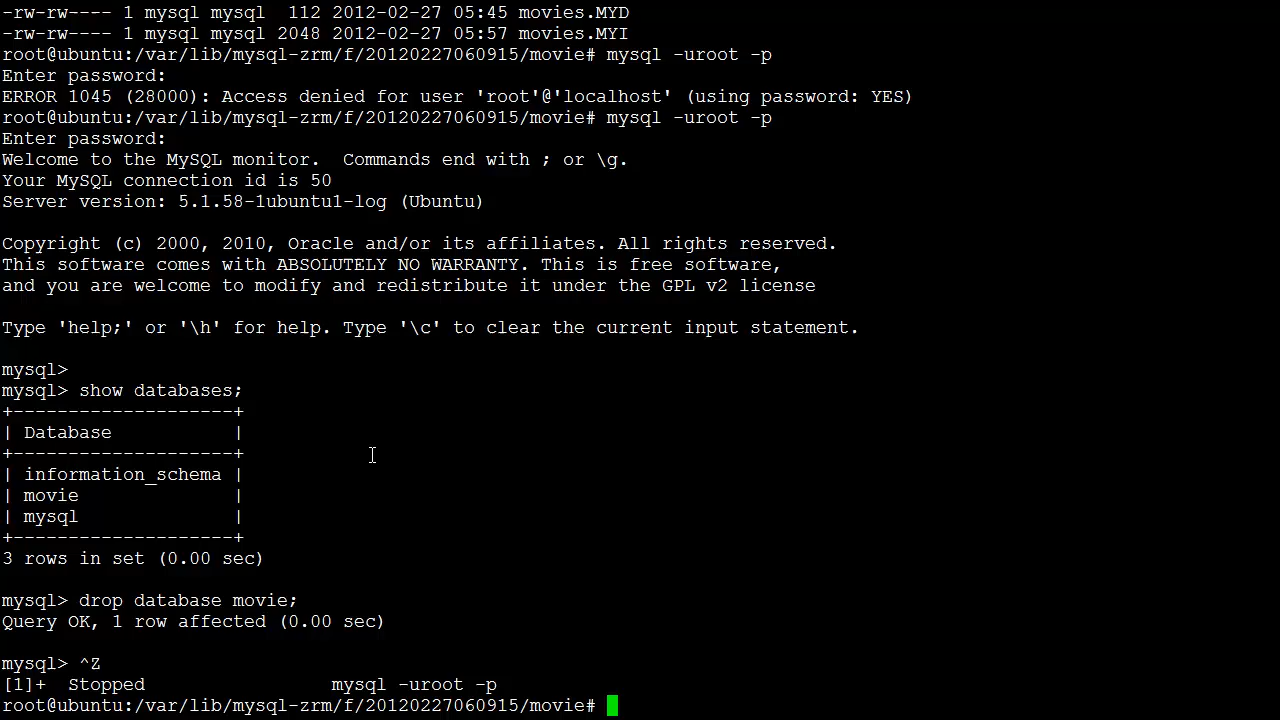 -rw-rw---- 1 mysql mysql  112 2012-02-27 05:45 movies.MYD
-rw-rw---- 1 mysql mysql 2048 2012-02-27 05:57 movies.MYI
root@ubuntu:/var/lib/mysql-zrm/f/20120227060915/movie# mysql -uroot -p
Enter password:
ERROR 1045 (28000): Access denied for user 'root'@'localhost' (using password: YES)
root@ubuntu:/var/lib/mysql-zrm/f/20120227060915/movie# mysql -uroot -p
Enter password:
Welcome to the MySQL monitor.  Commands end with ; or \g.
Your MySQL connection id is 50
Server version: 5.1.58-1ubuntu1-log (Ubuntu)

Copyright (c) 2000, 2010, Oracle and/or its affiliates. All rights reserved.
This software comes with ABSOLUTELY NO WARRANTY. This is free software,
and you are welcome to modify and redistribute it under the GPL v2 license

Type 'help;' or '\h' for help. Type '\c' to clear the current input statement.

mysql>
mysql> show databases;
+--------------------+
| Database           |
+--------------------+
| information_schema |
| movie              |
| mysql              |
+--------------------+
3 rows in set (0.00 sec)

mysql> drop database movie;
Query OK, 1 row affected (0.00 sec)

mysql> ^Z
[1]+  Stopped                 mysql -uroot -p
root@ubuntu:/var/lib/mysql-zrm/f/20120227060915/movie#